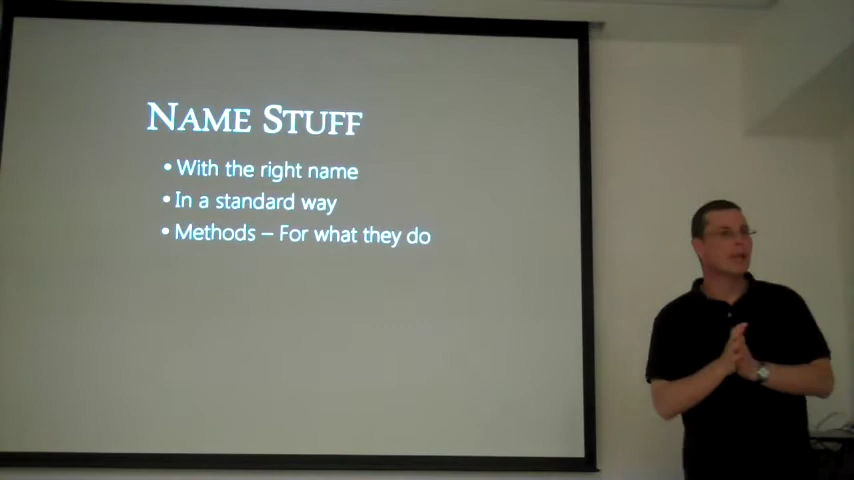 NAME STUFF
• With the right name
• In a standard way
• Methods – For what they do